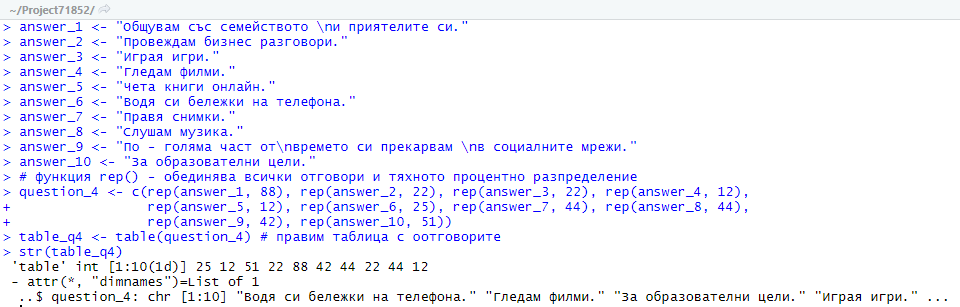 ~/Project71852/
> answer_1 <- "Общувам със семейството \nи приятелите си."
> answer_2 <- "Провеждам бизнес разговори."
> answer_3 <- "Играя игри."
> answer_4 <- "Гледам филми."
> answer_5 <- "Чета книги онлайн."
> answer_6 <- "Водя си бележки на телефона."
> answer_7 <- "Правя снимки."
> answer_8 <- "Слушам музика."
> answer_9 <- "По - голяма част от\nвремето си прекарвам \nв социалните мрежи."
> answer_10 <- "За образователни цели."
> # функция rep() - обединява всички отговори и тяхното процентно разпределение
> question_4 <- c(rep(answer_1, 88), rep(answer_2, 22), rep(answer_3, 22), rep(answer_4, 12),
+ rep(answer_5, 12), rep(answer_6, 25), rep(answer_7, 44), rep(answer_8, 44),
+ rep(answer_9, 42), rep(answer_10, 51))
> table_q4 <- table(question_4) # правим таблица с оотговорите
> str(table_q4)
'table' int [1:10(1d)] 25 12 51 22 88 42 44 22 44 12
- attr(*, "dimnames")=List of 1
..$ question_4: chr [1:10] "Водя си бележки на телефона." "Гледам филми." "За образователни цели." "Играя игри." ...